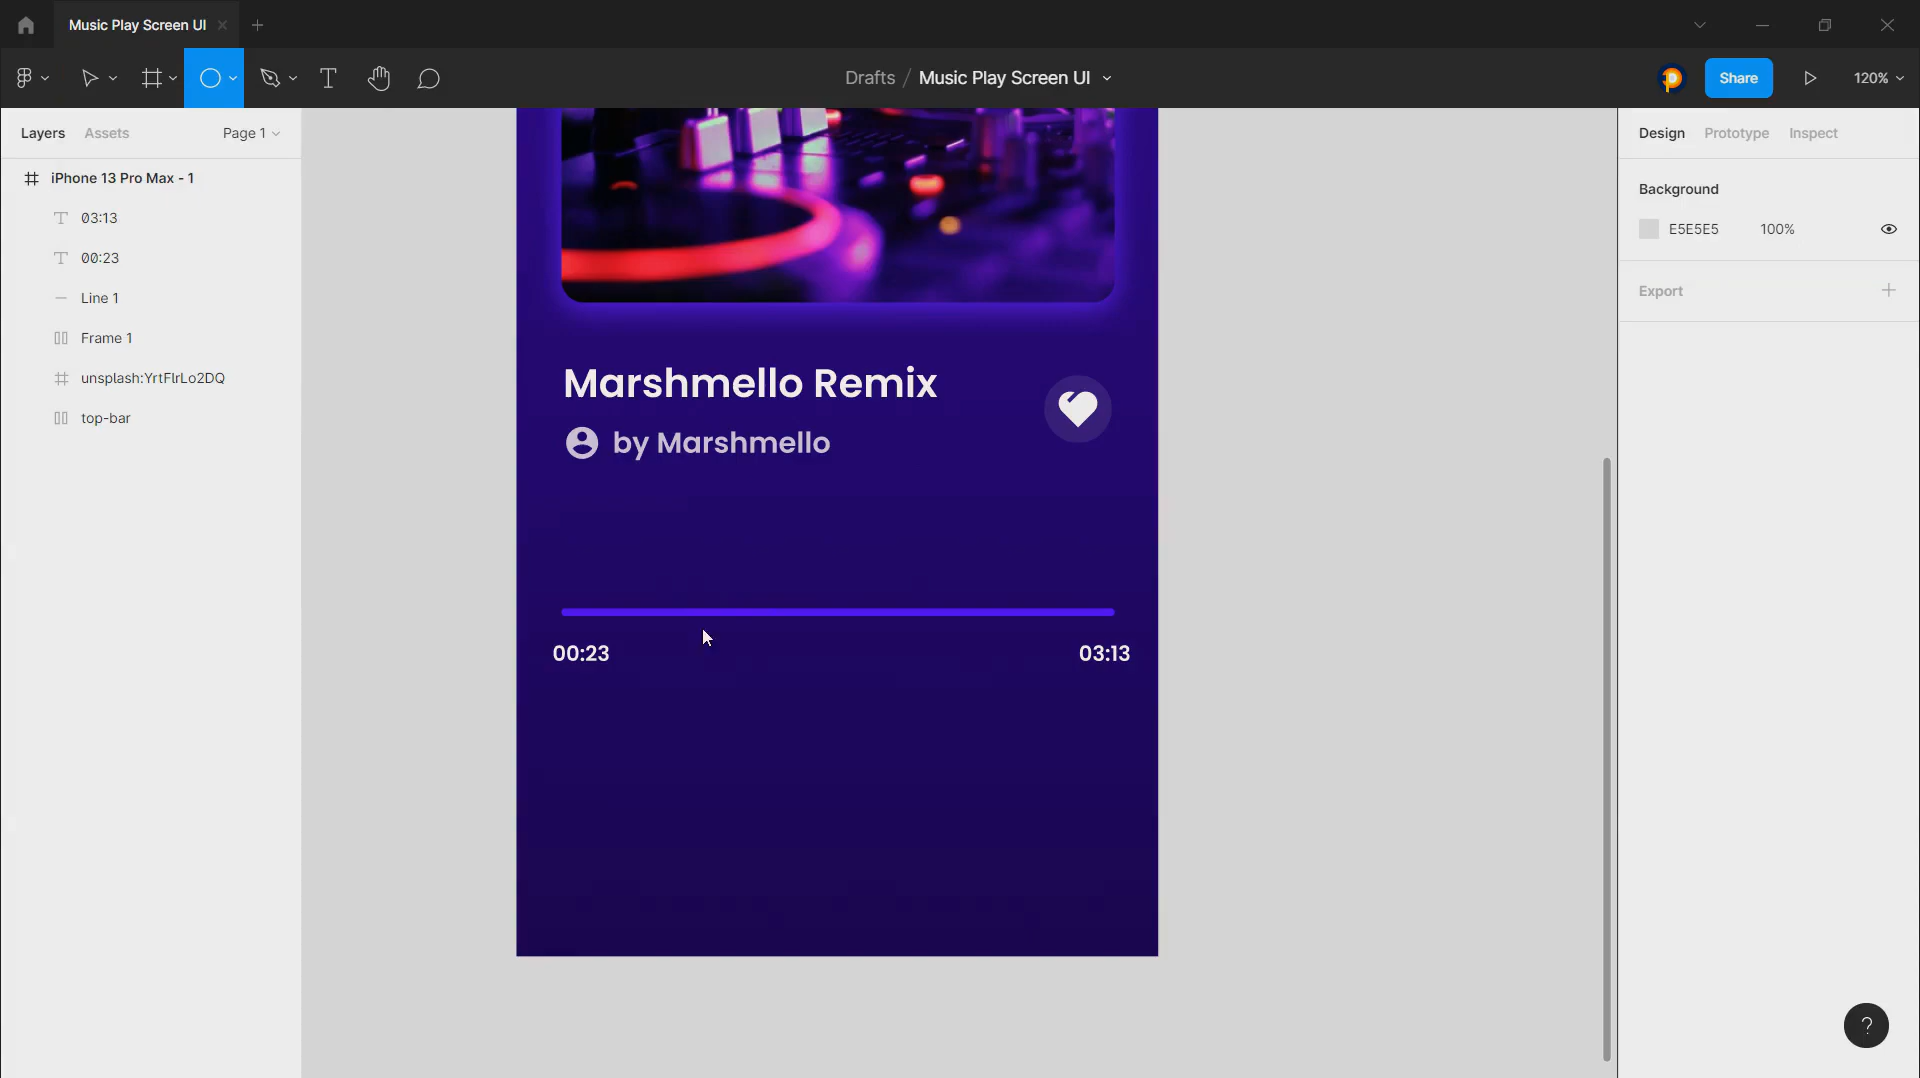 Music Play Screen UI
Drafts / Music Play Screen UI
Share
120%
Layers
Assets
Page 1
iPhone 13 Pro Max - 1
03:13
00:23
Line 1
Frame 1
unsplash:YrtFlrLo2DQ
top-bar
Marshmello Remix
by Marshmello
00:23
03:13
Design
Prototype
Inspect
Background
E5E5E5
100%
Export
?